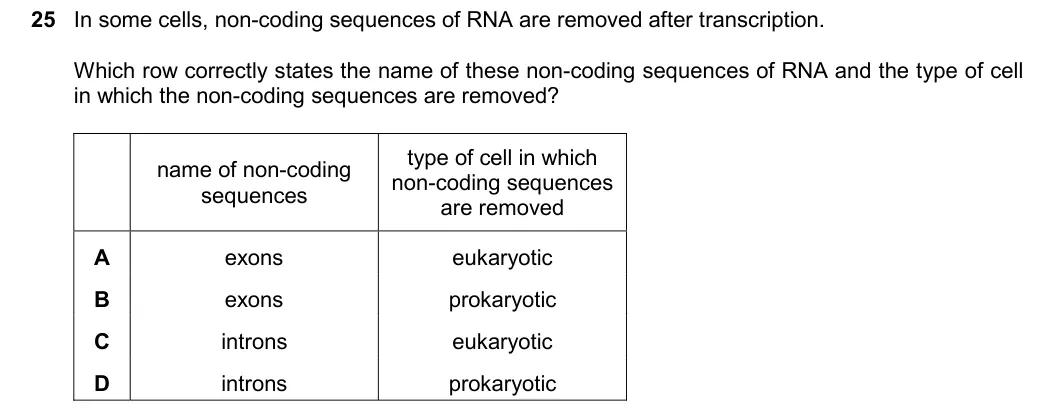 25 In some cells, non-coding sequences of RNA are removed after transcription.
Which row correctly states the name of these non-coding sequences of RNA and the type of cell
in which the non-coding sequences are removed?
name of non-coding
sequences
type of cell in which
non-coding sequences
are removed
A exons eukaryotic
B exons prokaryotic
C introns eukaryotic
D introns prokaryotic